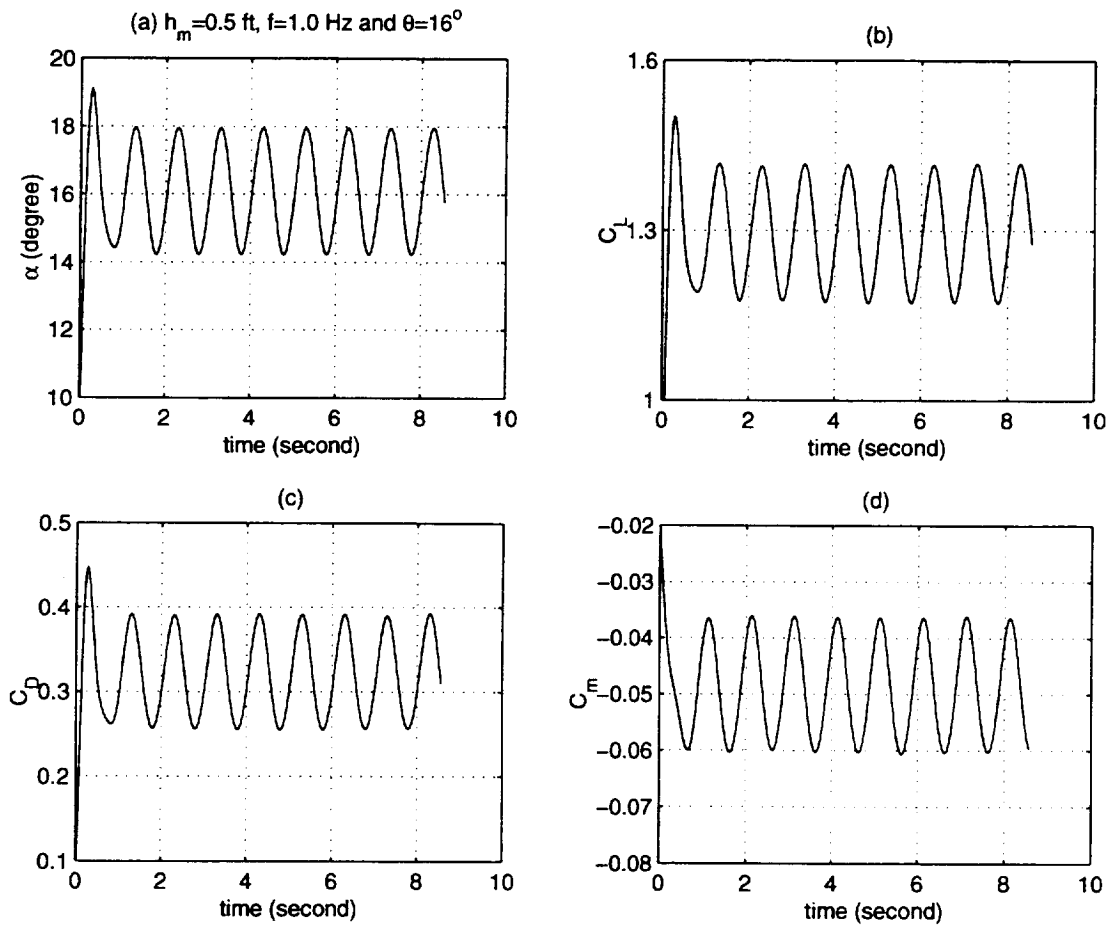 (a) h_m=0.5 ft, f=1.0 Hz and θ=16°
20
18
16
14
12
10
α (degree)
0 2 4 6 8 10
time (second)
(b)
1.6
1.3
1
C_L
0 2 4 6 8 10
time (second)
(c)
0.5
0.4
0.3
0.2
0.1
C_D
0 2 4 6 8 10
time (second)
(d)
−0.02
−0.03
−0.04
−0.05
−0.06
−0.07
−0.08
C_m
0 2 4 6 8 10
time (second)